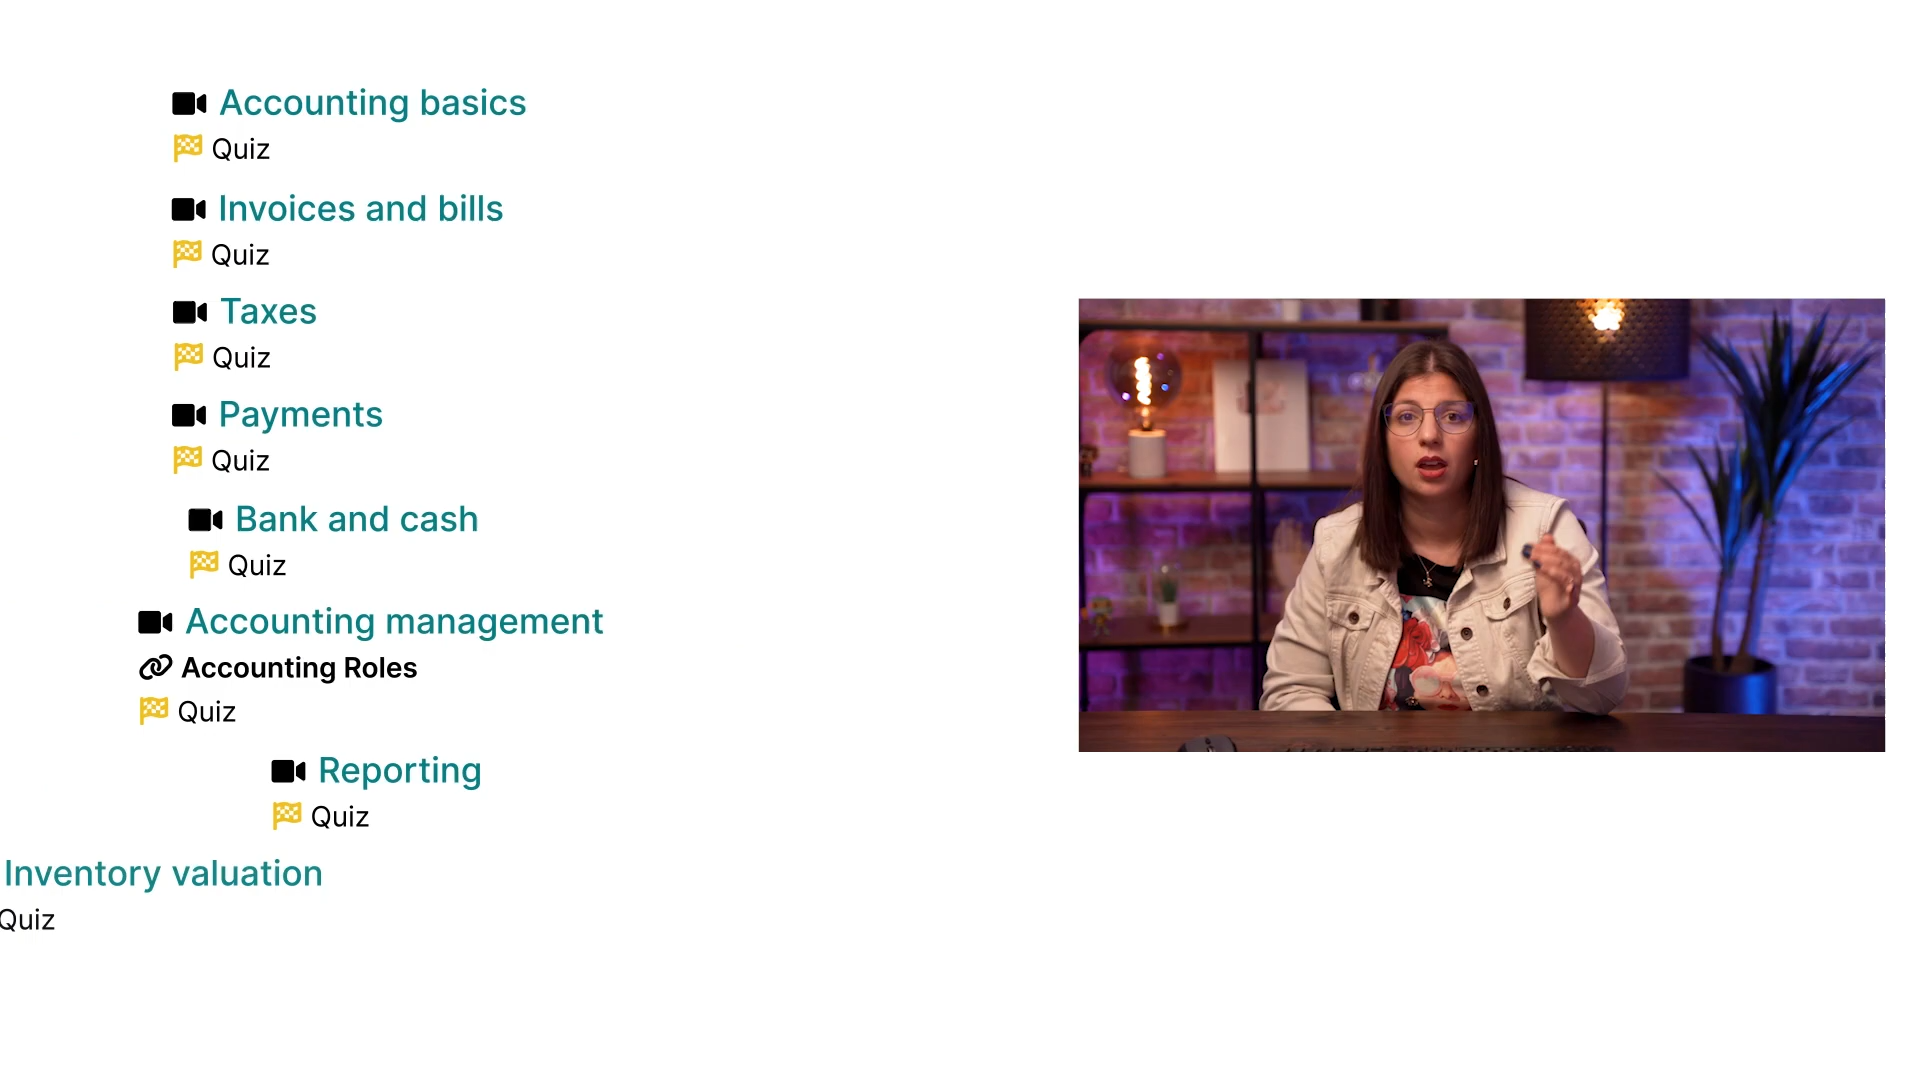 Accounting basics
Quiz
Invoices and bills
Quiz
Taxes
Quiz
Payments
Quiz
Bank and cash
Quiz
Accounting management
Accounting Roles
Quiz
Reporting
Quiz
Inventory valuation
Quiz